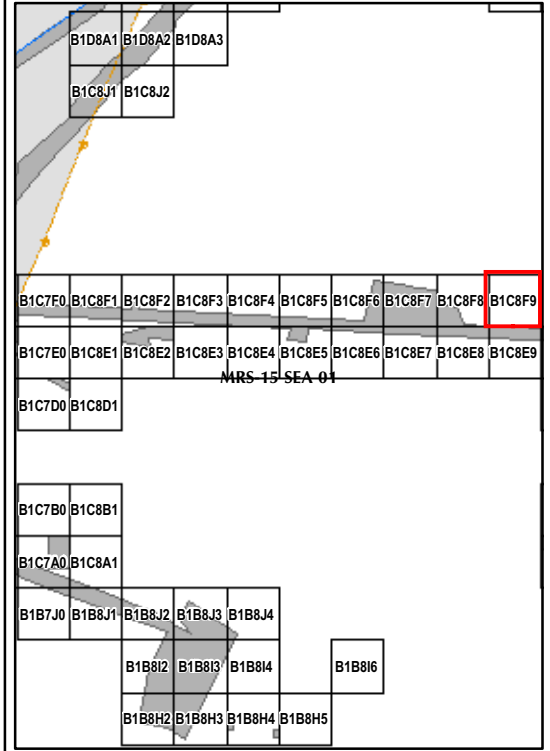 B1D8A1 B1D8A2 B1D8A3
B1C8J1 B1C8J2
B1C7F0 B1C8F1 B1C8F2 B1C8F3 B1C8F4 B1C8F5 B1C8F6 B1C8F7 B1C8F8 B1C8F9
B1C7E0 B1C8E1 B1C8E2 B1C8E3 B1C8E4 B1C8E5 B1C8E6 B1C8E7 B1C8E8 B1C8E9
MRS-15 SEA 01
B1C7D0 B1C8D1
B1C7B0 B1C8B1
B1C7A0 B1C8A1
B1B7J0 B1B8J1 B1B8J2 B1B8J3 B1B8J4
B1B8I2 B1B8I3 B1B8I4 B1B8I6
B1B8H2 B1B8H3 B1B8H4 B1B8H5